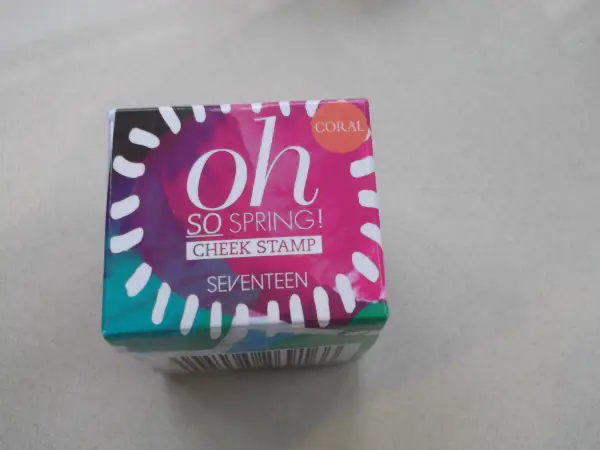 CORAL
oh
SO SPRING!
CHEEK STAMP
SEVENTEEN